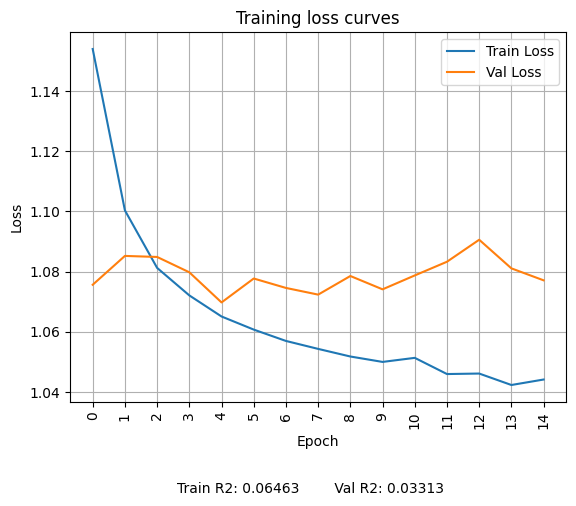 Training loss curves
Train Loss
Val Loss
1.14
1.12
1.10
1.08
1.06
1.04
Loss
0 1 2 3 4 5 6 7 8 9 10 11 12 13 14
Epoch
Train R2: 0.06463 Val R2: 0.03313